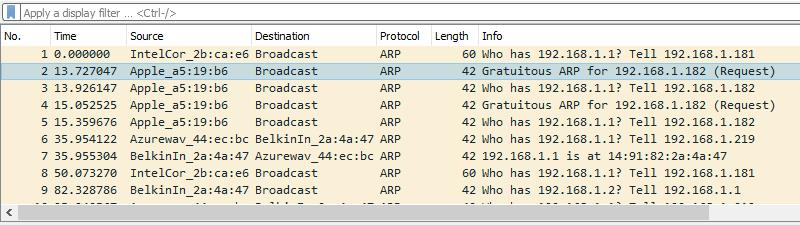 Apply a display filter ... <Ctrl-/>
No. Time Source Destination Protocol Length Info
1 0.000000 IntelCor_2b:ca:e6 Broadcast ARP 60 Who has 192.168.1.1? Tell 192.168.1.181
2 13.727047 Apple_a5:19:b6 Broadcast ARP 42 Gratuitous ARP for 192.168.1.182 (Request)
3 13.926147 Apple_a5:19:b6 Broadcast ARP 42 Who has 192.168.1.1? Tell 192.168.1.182
4 15.052525 Apple_a5:19:b6 Broadcast ARP 42 Gratuitous ARP for 192.168.1.182 (Request)
5 15.359676 Apple_a5:19:b6 Broadcast ARP 42 Who has 192.168.1.1? Tell 192.168.1.182
6 35.954122 Azurewav_44:ec:bc BelkinIn_2a:4a:47 ARP 42 Who has 192.168.1.1? Tell 192.168.1.219
7 35.955304 BelkinIn_2a:4a:47 Azurewav_44:ec:bc ARP 42 192.168.1.1 is at 14:91:82:2a:4a:47
8 50.073270 IntelCor_2b:ca:e6 Broadcast ARP 60 Who has 192.168.1.1? Tell 192.168.1.181
9 82.328786 BelkinIn_2a:4a:47 Broadcast ARP 42 Who has 192.168.1.2? Tell 192.168.1.1